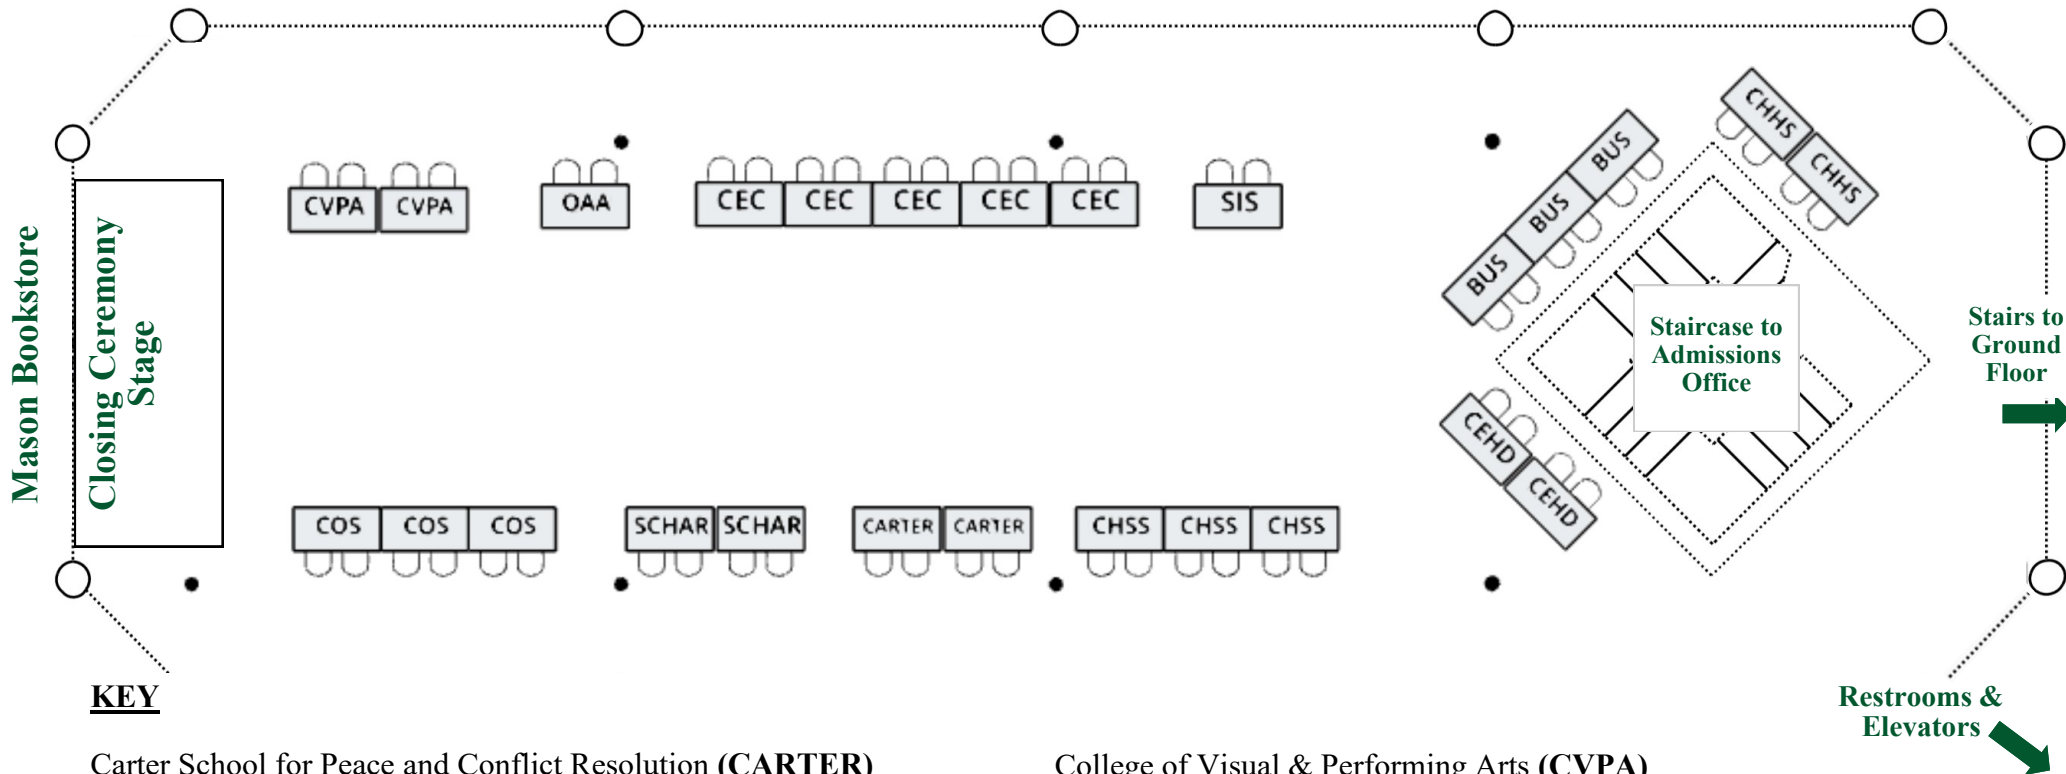 Mason Bookstore
Closing Ceremony
Stage
CVPA CVPA
OAA
CEC CEC CEC CEC CEC
SIS
BUS
BUS
BUS
CHHS
CHHS
Staircase to
Admissions
Office
Stairs to
Ground
Floor
CEHD
CEHD
COS COS COS
SCHAR SCHAR
CARTER CARTER
CHSS CHSS CHSS
Restrooms &
Elevators
KEY
Carter School for Peace and Conflict Resolution (CARTER)
College of Visual & Performing Arts (CVPA)